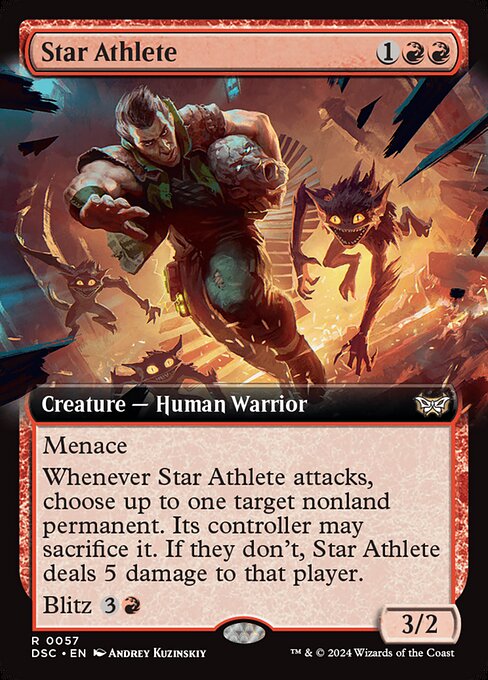 Star Athlete 1
Creature — Human Warrior
Menace
Whenever Star Athlete attacks,
choose up to one target nonland
permanent. Its controller may
sacrifice it. If they don't, Star Athlete
deals 5 damage to that player.
Blitz 3
3/2
R 0057
DSC • EN Andrey Kuzinskiy
™ & © 2024 Wizards of the Coast